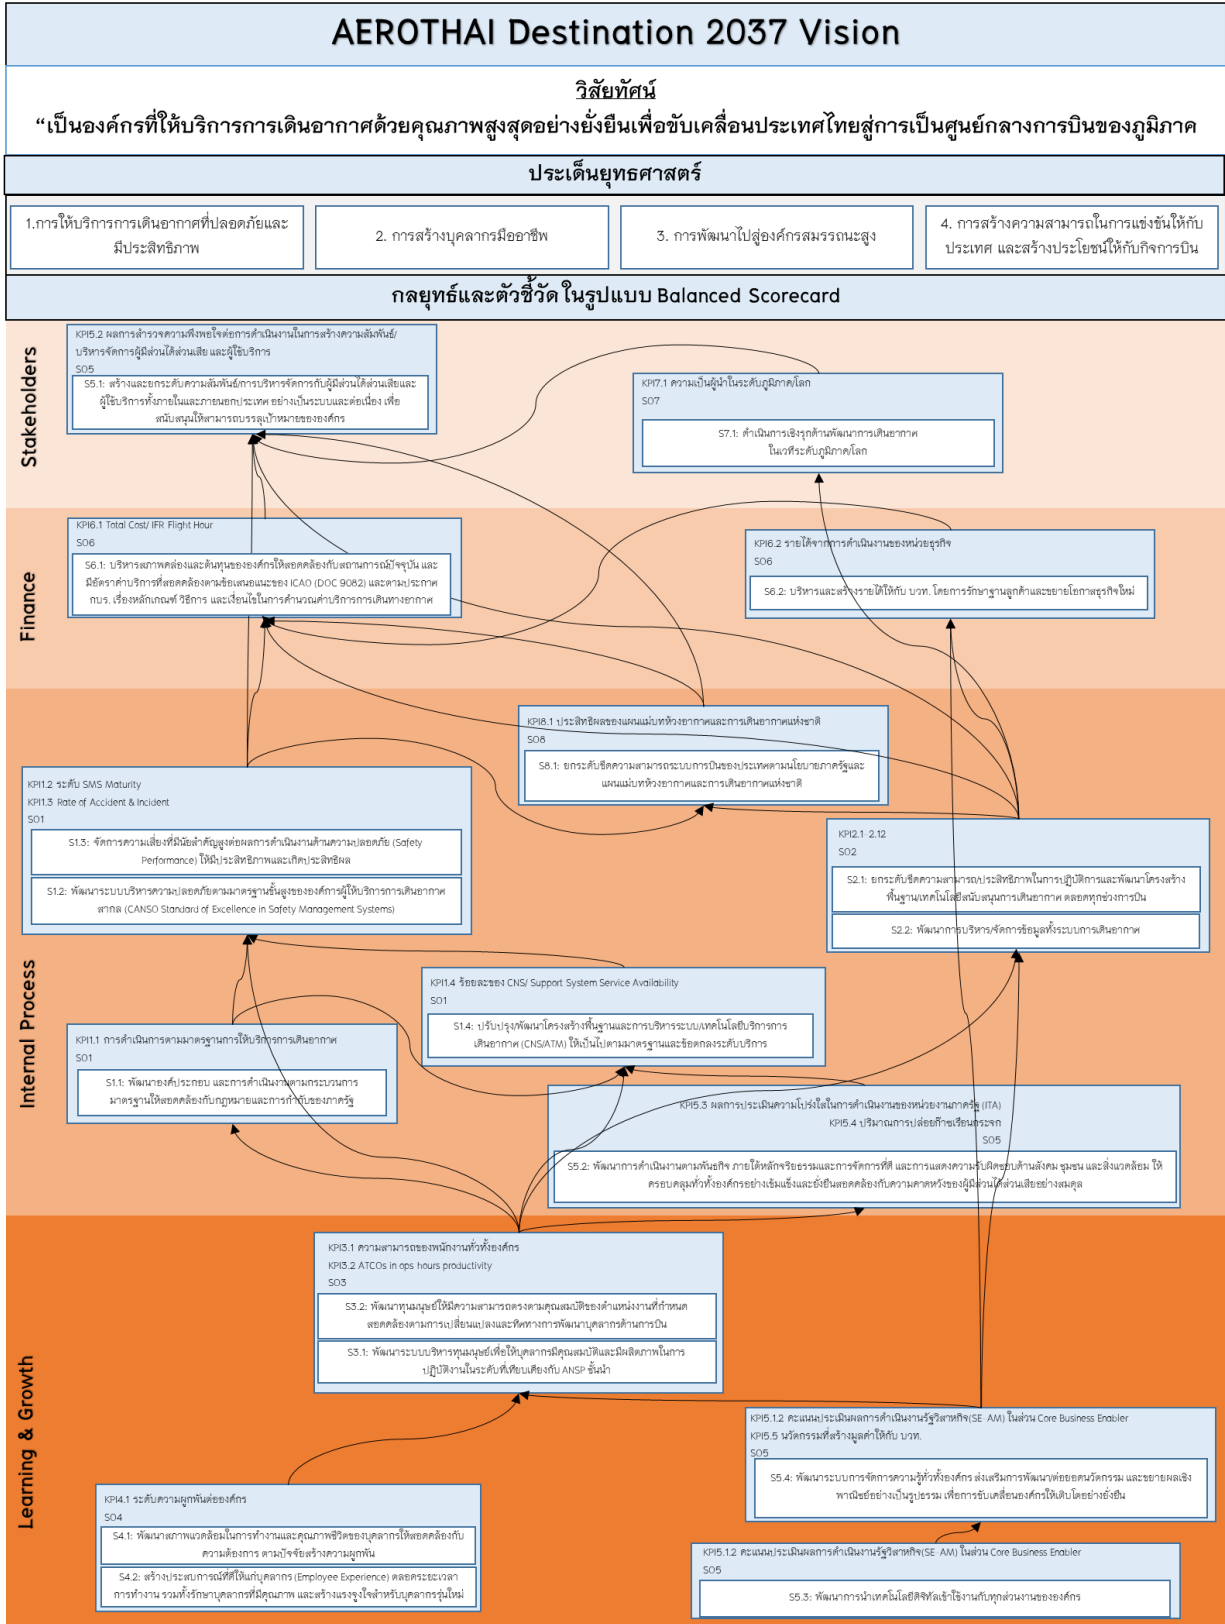 AEROTHAI Destination 2037 Vision
วิสัยทัศน์
“เป็นองค์กรที่ให้บริการการเดินอากาศด้วยคุณภาพสูงสุดอย่างยั่งยืนเพื่อขับเคลื่อนประเทศไทยสู่การเป็นศูนย์กลางการบินของภูมิภาค
ประเด็นยุทธศาสตร์
1.การให้บริการการเดินอากาศที่ปลอดภัยและ
มีประสิทธิภาพ
2. การสร้างบุคลากรมืออาชีพ
3. การพัฒนาไปสู่องค์กรสมรรถนะสูง
4. การสร้างความสามารถในการแข่งขันให้กับ
ประเทศ และสร้างประโยชน์ให้กับกิจการบิน
กลยุทธ์และตัวชี้วัด ในรูปแบบ Balanced Scorecard
Stakeholders
KPI5.2 ผลการสำรวจความพึงพอใจต่อการดำเนินงานในการสร้างความสัมพันธ์/
บริหารจัดการผู้มีส่วนได้ส่วนเสีย และผู้ใช้บริการ
SO5
S5.1: สร้างและยกระดับความสัมพันธ์/การบริหารจัดการกับผู้มีส่วนได้ส่วนเสียและ
ผู้ใช้บริการทั้งภายในและภายนอกประเทศ อย่างเป็นระบบและต่อเนื่อง เพื่อ
สนับสนุนให้สามารถบรรลุเป้าหมายขององค์กร
KPI7.1 ความเป็นผู้นำในระดับภูมิภาค/โลก
SO7
S7.1: ดำเนินการเชิงรุกด้านพัฒนาการเดินอากาศ
ในเวทีระดับภูมิภาค/โลก
Finance
KPI6.1 Total Cost/ IFR Flight Hour
SO6
S6.1: บริหารสภาพคล่องและต้นทุนขององค์กรให้สอดคล้องกับสถานการณ์ปัจจุบัน และ
มีอัตราค่าบริการที่สอดคล้องตามข้อเสนอแนะของ ICAO (DOC 9082) และตามประกาศ
กบร. เรื่องหลักเกณฑ์ วิธีการ และเงื่อนไขในการคำนวณค่าบริการการเดินทางอากาศ
KPI6.2 รายได้จากการดำเนินงานของหน่วยธุรกิจ
SO6
S6.2: บริหารและสร้างรายได้ให้กับ บวท. โดยการรักษาฐานลูกค้าและขยายโอกาสธุรกิจใหม่
Internal Process
KPI8.1 ประสิทธิผลของแผนแม่บทห้วงอากาศและการเดินอากาศแห่งชาติ
SO8
S8.1: ยกระดับขีดความสามารถระบบการบินของประเทศตามนโยบายภาครัฐและ
แผนแม่บทห้วงอากาศและการเดินอากาศแห่งชาติ
KPI1.2 ระดับ SMS Maturity
KPI1.3 Rate of Accident & Incident
SO1
S1.3: จัดการความเสี่ยงที่มีนัยสำคัญสูงต่อผลการดำเนินงานด้านความปลอดภัย (Safety
Performance) ให้มีประสิทธิภาพและเกิดประสิทธิผล
S1.2: พัฒนาระบบบริหารความปลอดภัยตามมาตรฐานชั้นสูงขององค์การผู้ให้บริการการเดินอากาศ
สากล (CANSO Standard of Excellence in Safety Management Systems)
KPI2.1-2.12
SO2
S2.1: ยกระดับขีดความสามารถ/ประสิทธิภาพในการปฏิบัติการและพัฒนาโครงสร้าง
พื้นฐาน/เทคโนโลยีสนับสนุนการเดินอากาศ ตลอดทุกช่วงการบิน
S2.2: พัฒนาการบริหาร/จัดการข้อมูลทั้งระบบการเดินอากาศ
KPI1.4 ร้อยละของ CNS/ Support System Service Availability
SO1
S1.4: ปรับปรุง/พัฒนาโครงสร้างพื้นฐานและการบริหารระบบ/เทคโนโลยีบริการการ
เดินอากาศ (CNS/ATM) ให้เป็นไปตามมาตรฐานและข้อตกลงระดับบริการ
KPI1.1 การดำเนินการตามมาตรฐานการให้บริการการเดินอากาศ
SO1
S1.1: พัฒนาองค์ประกอบ และการดำเนินงานตามกระบวนการ
มาตรฐานให้สอดคล้องกับกฎหมายและการกำกับของภาครัฐ
KPI5.3 ผลการประเมินความโปร่งใสในการดำเนินงานของหน่วยงานภาครัฐ (ITA)
KPI5.4 ปริมาณการปล่อยก๊าซเรือนกระจก
SO5
S5.2: พัฒนาการดำเนินงานตามพันธกิจ ภายใต้หลักจริยธรรมและการจัดการที่ดี และการแสดงความรับผิดชอบด้านสังคม ชุมชน และสิ่งแวดล้อม ให้
ครอบคลุมทั่วทั้งองค์กรอย่างเข้มแข็งและยั่งยืนสอดคล้องกับความคาดหวังของผู้มีส่วนได้ส่วนเสียอย่างสมดุล
Learning & Growth
KPI3.1 ความสามารถของพนักงานทั่วทั้งองค์กร
KPI3.2 ATCOs in ops hours productivity
SO3
S3.2: พัฒนาทุนมนุษย์ให้มีความสามารถตรงตามคุณสมบัติของตำแหน่งงานที่กำหนด
สอดคล้องตามการเปลี่ยนแปลงและทิศทางการพัฒนาบุคลากรด้านการบิน
S3.1: พัฒนาระบบบริหารทุนมนุษย์เพื่อให้บุคลากรมีคุณสมบัติและมีผลิตภาพในการ
ปฏิบัติงานในระดับที่เทียบเคียงกับ ANSP ชั้นนำ
KPI5.1.2 คะแนนประเมินผลการดำเนินงานรัฐวิสาหกิจ(SE-AM) ในส่วน Core Business Enabler
KPI5.5 นวัตกรรมที่สร้างมูลค่าให้กับ บวท.
SO5
S5.4: พัฒนาระบบการจัดการความรู้ทั่วทั้งองค์กร ส่งเสริมการพัฒนา/ต่อยอดนวัตกรรม และขยายผลเชิง
พาณิชย์อย่างเป็นรูปธรรม เพื่อการขับเคลื่อนองค์กรให้เติบโตอย่างยั่งยืน
KPI4.1 ระดับความผูกพันต่อองค์กร
SO4
S4.1: พัฒนาสภาพแวดล้อมในการทำงานและคุณภาพชีวิตของบุคลากรให้สอดคล้องกับ
ความต้องการ ตามปัจจัยสร้างความผูกพัน
S4.2: สร้างประสบการณ์ที่ดีให้แก่บุคลากร (Employee Experience) ตลอดระยะเวลา
การทำงาน รวมทั้งรักษาบุคลากรที่มีคุณภาพ และสร้างแรงจูงใจสำหรับบุคลากรรุ่นใหม่
KPI5.1.2 คะแนนประเมินผลการดำเนินงานรัฐวิสาหกิจ(SE-AM) ในส่วน Core Business Enabler
SO5
S5.3: พัฒนาการนำเทคโนโลยีดิจิทัลเข้าใช้งานกับทุกส่วนงานขององค์กร